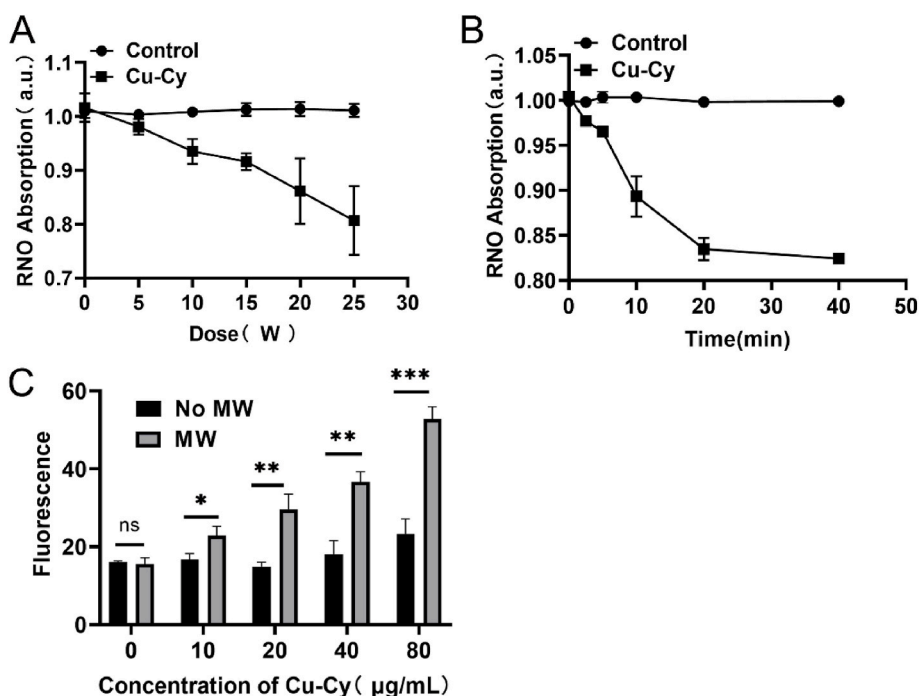 A
Control
Cu-Cy
RNO Absorption ( a.u.)
1.1
1.0
0.9
0.8
0.7
0 5 10 15 20 25 30
Dose( W )
B
Control
Cu-Cy
RNO Absorption (a.u.)
1.05
1.00
0.95
0.90
0.85
0.80
0 10 20 30 40 50
Time(min)
C
No MW
MW
Fluorescence
60
40
20
0
ns
*
**
**
***
0 10 20 40 80
Concentration of Cu-Cy( µg/mL)